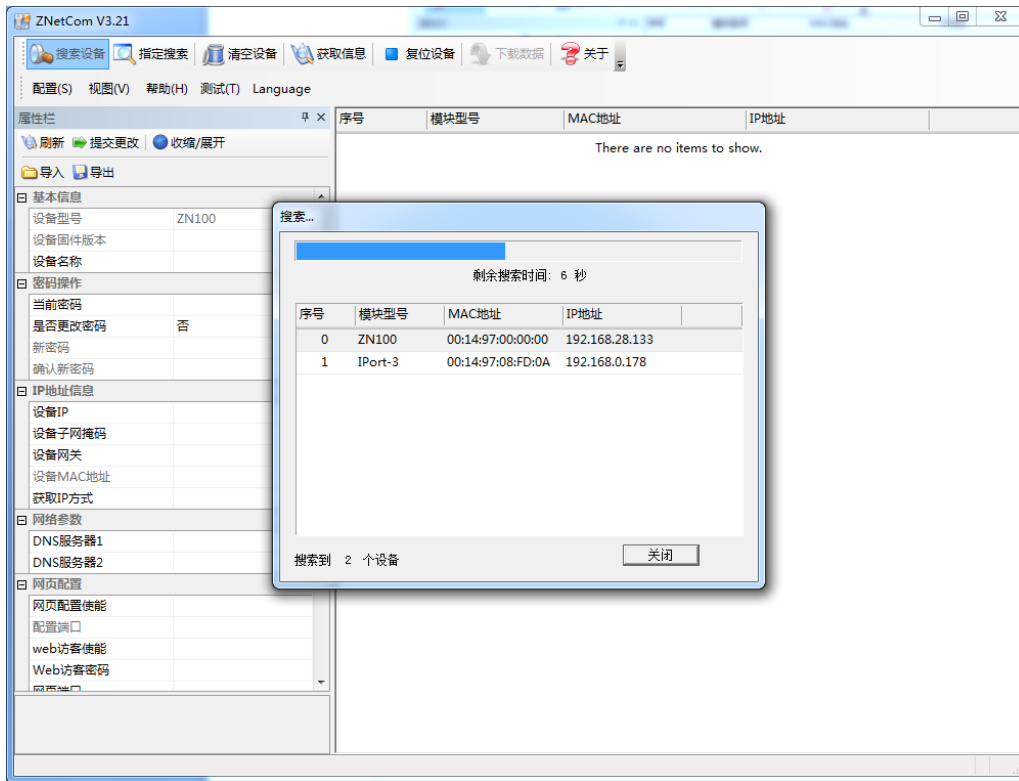 ZNetCom V3.21
搜索设备 指定搜索 清空设备 获取信息 复位设备 下载数据 关于
配置(S) 视图(V) 帮助(H) 测试(T) Language
属性栏
刷新 提交更改 收缩/展开
导入 导出
基本信息
设备型号 ZN100
设备固件版本
设备名称
密码操作
当前密码
是否更改密码 否
新密码
确认新密码
IP地址信息
设备IP
设备子网掩码
设备网关
设备MAC地址
获取IP方式
网络参数
DNS服务器1
DNS服务器2
网页配置
网页配置使能
配置端口
web访客使能
Web访客密码
网页端口
序号 模块型号 MAC地址 IP地址
There are no items to show.
搜索...
剩余搜索时间: 6 秒
序号 模块型号 MAC地址 IP地址
0 ZN100 00:14:97:00:00:00 192.168.28.133
1 IPort-3 00:14:97:08:FD:0A 192.168.0.178
搜索到 2 个设备
关闭